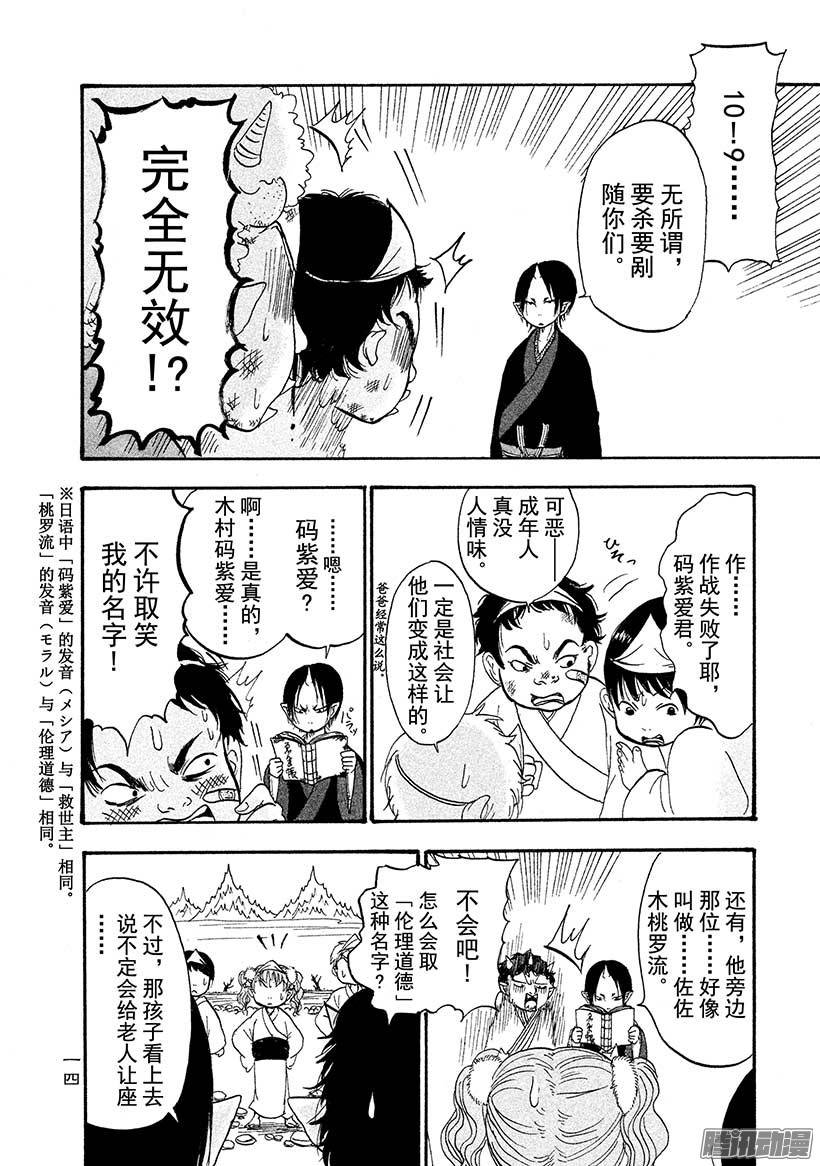 10—9……
无所谓，
要杀要剐
随你们。
完全无效!?
作……
作战失败了耶，
码紫爱君。
可恶—
成年人
真没
人情味。
一定是社会让
他们变成这样的。
爸爸经常这么说。
……嗯
码紫爱？
啊……是真的，
木村码紫爱……
不许取笑
我的名字！
还有，他旁边
那位……好像
叫做……佐佐
木桃罗流。
不会吧！
怎么会取
「伦理道德」
这种名字？
不过，那孩子看上去
说不定会给老人让座
……
※日语中「码紫爱」的发音（メシア）与「救世主」相同。
「桃罗流」的发音（モラル）与「伦理道德」相同。
一四
腾讯动漫